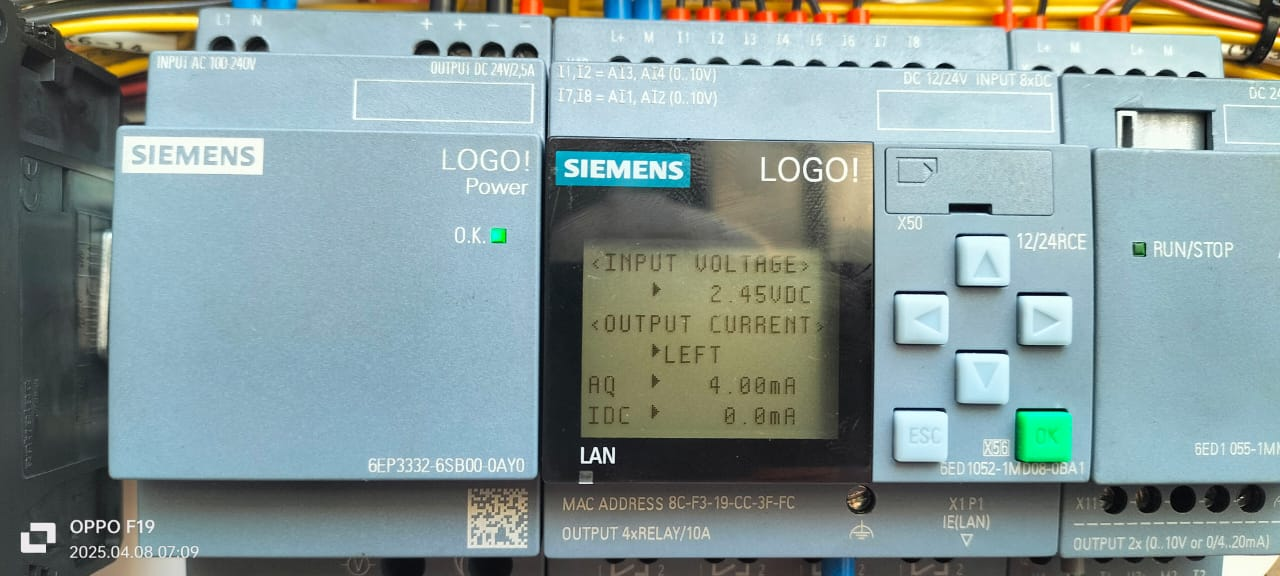 L1 N
+ + − −
INPUT AC 100-240V
OUTPUT DC 24V/2,5A
SIEMENS
LOGO!
Power
O.K.
6EP3332-6SB00-0AY0
L+ M I1 I2 I3 I4 I5 I6 I7 I8
I1,I2 = AI3, AI4 (0..10V)
I7,I8 = AI1, AI2 (0..10V)
DC 12/24V INPUT 8xDC
SIEMENS
LOGO!
X50
12/24RCE
<INPUT VOLTAGE>
2.45VDC
<OUTPUT CURRENT>
LEFT
AQ 4.00mA
IDC 0.0mA
ESC
OK
X56
6ED1052-1MD08-0BA1
LAN
MAC ADDRESS 8C-F3-19-CC-3F-FC
OUTPUT 4xRELAY/10A
X1 P1
IE(LAN)
L+ M L+ M
RUN/STOP
6ED1 055-1M
X11
OUTPUT 2x (0..10V or 0/4..20mA)
OPPO F19
2025.04.08 07:09